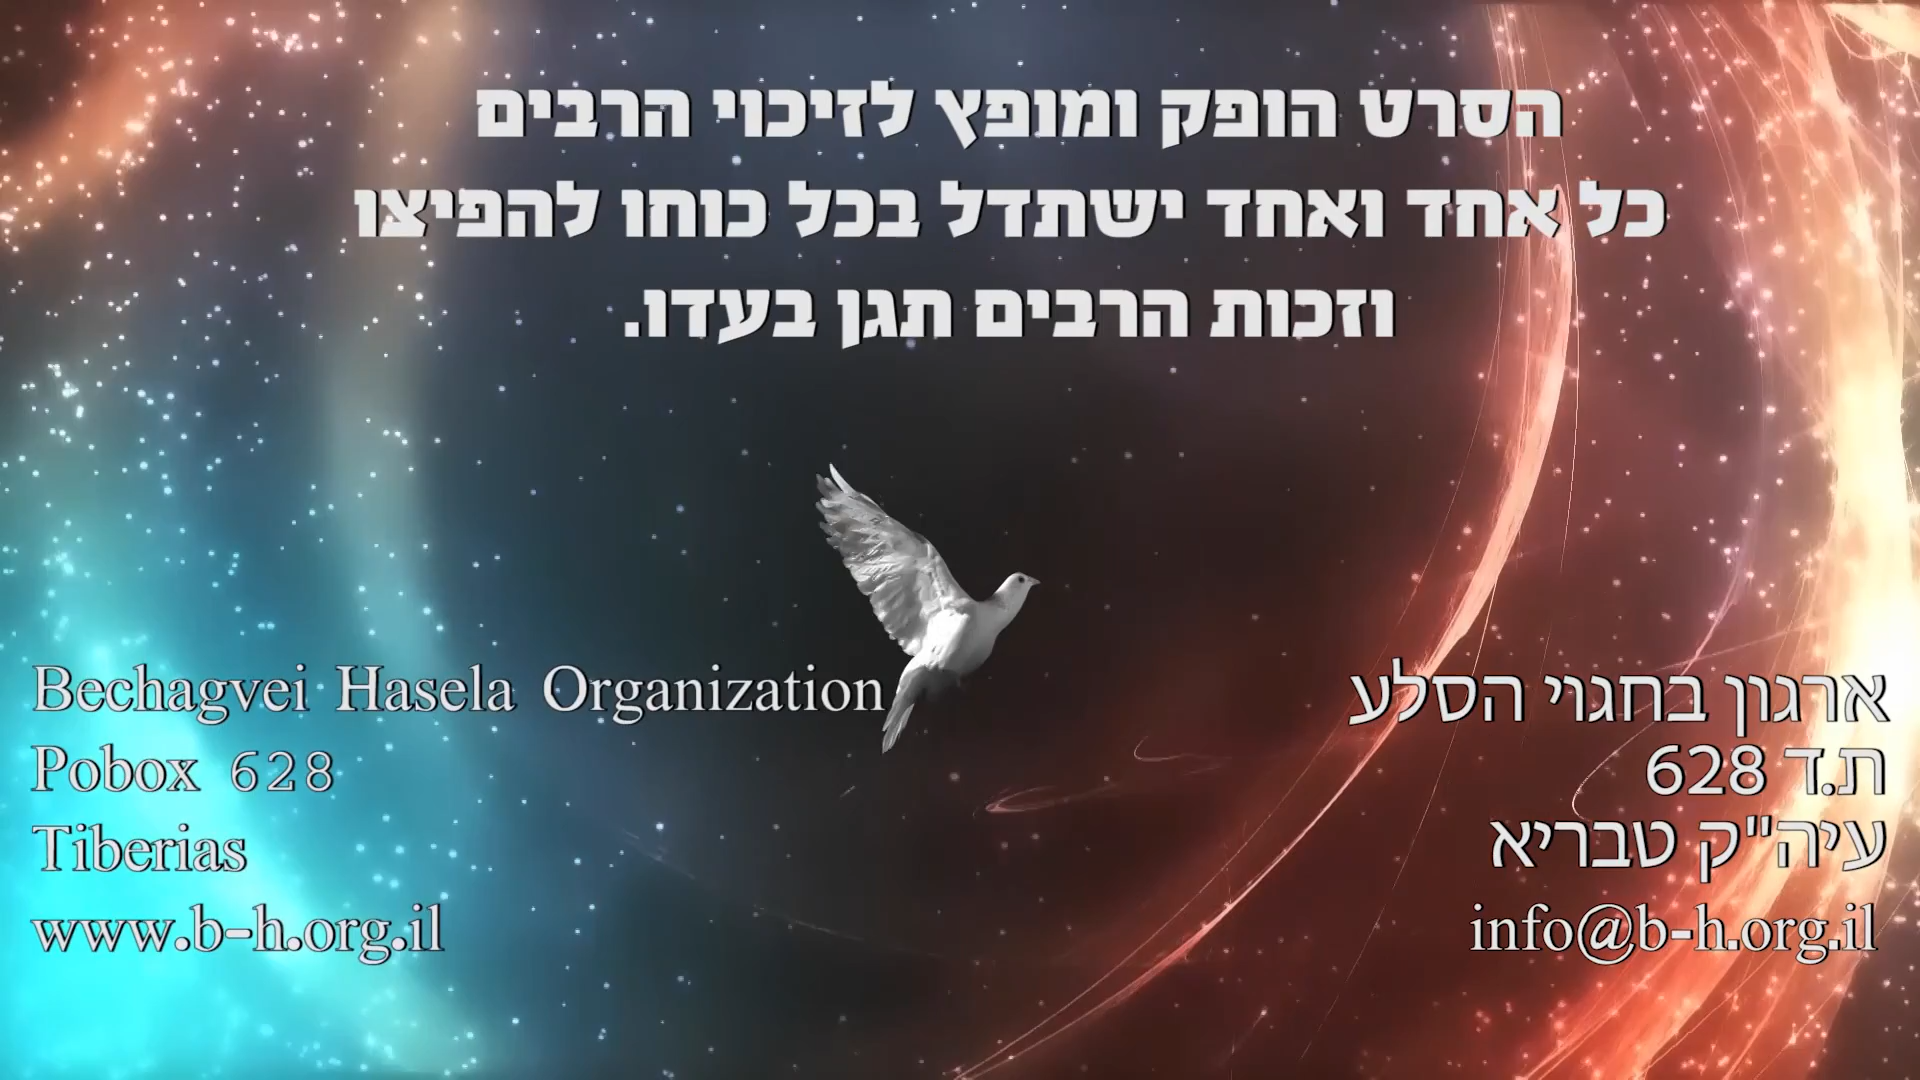 הסרט הופק ומופץ לזיכוי הרבים
כל אחד ואחד ישתדל בכל כוחו להפיצו
וזכות הרבים תגן בעדו.
Bechagvei Hasela Organization
Pobox 628
Tiberias
www.b-h.org.il
ארגון בחגוי הסלע
ת.ד 628
עיה"ק טבריא
info@b-h.org.il